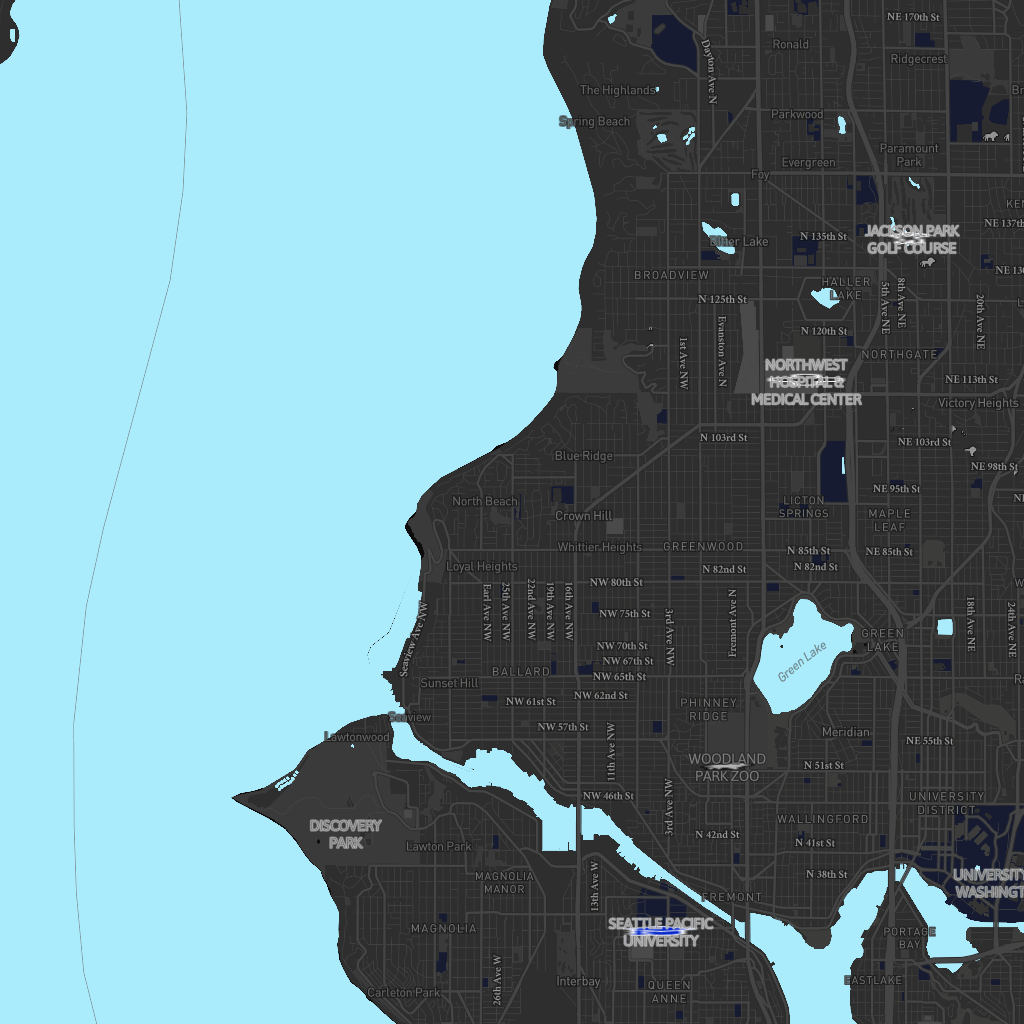 NE 170th St
Ronald
Dayton Ave N
Ridgecrest
The Highlands
Spring Beach
Parkwood
Paramount
Park
Evergreen
Foy
JACKSON PARK
GOLF COURSE
NE 137th
N 135th St
Bitter Lake
BROADVIEW
HALLER
LAKE
N 125th St
5th Ave NE
8th Ave NE
20th Ave NE
N 120th St
1st Ave NW
Evanston Ave N
NORTHGATE
NORTHWEST
HOSPITAL &
MEDICAL CENTER
NE 113th St
Victory Heights
N 103rd St
NE 103rd St
Blue Ridge
NE 98th St
NE 95th St
North Beach
LICTON
SPRINGS
Crown Hill
MAPLE
LEAF
Whittier Heights
GREENWOOD
N 85th St
NE 85th St
Loyal Heights
N 82nd St
N 82nd St
NW 80th St
Earl Ave NW
25th Ave NW
22nd Ave NW
19th Ave NW
16th Ave NW
Fremont Ave N
3rd Ave NW
18th Ave NE
24th Ave NE
NW 75th St
Seaview Ave NW
GREEN
LAKE
Green Lake
NW 70th St
NW 67th St
BALLARD
NW 65th St
Sunset Hill
NW 62nd St
NW 61st St
PHINNEY
RIDGE
Seaview
NW 57th St
Lawtonwood
Meridian
NE 55th St
11th Ave NW
WOODLAND
PARK ZOO
N 51st St
NW 46th St
3rd Ave NW
UNIVERSITY
DISTRICT
WALLINGFORD
DISCOVERY
PARK
N 42nd St
N 41st St
Lawton Park
MAGNOLIA
MANOR
13th Ave W
N 38th St
UNIVERSITY
WASHINGT
FREMONT
SEATTLE PACIFIC
UNIVERSITY
MAGNOLIA
PORTAGE
BAY
26th Ave W
Interbay
EASTLAKE
QUEEN
ANNE
Carleton Park